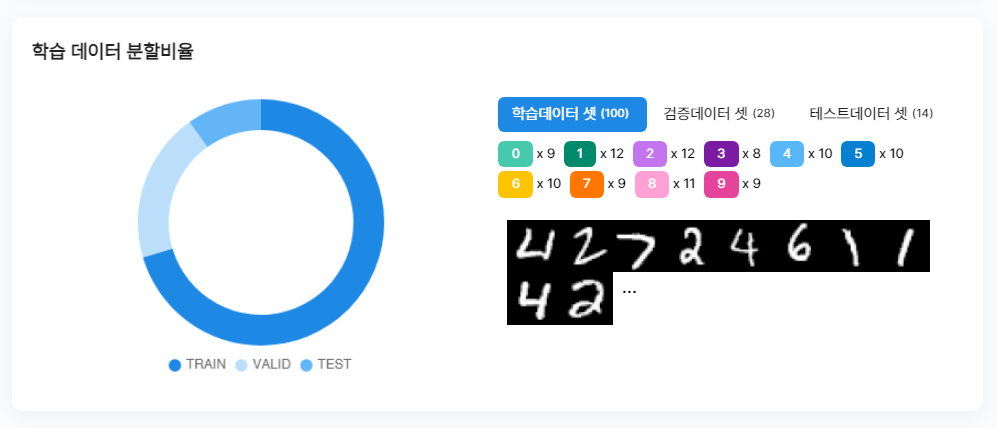 학습 데이터 분할비율
학습데이터 셋 (100) 검증데이터 셋 (28) 테스트데이터 셋 (14)
0 x 9 1 x 12 2 x 12 3 x 8 4 x 10 5 x 10
6 x 10 7 x 9 8 x 11 9 x 9
4 2 7 2 4 6 1 1
4 2 ...
TRAIN VALID TEST